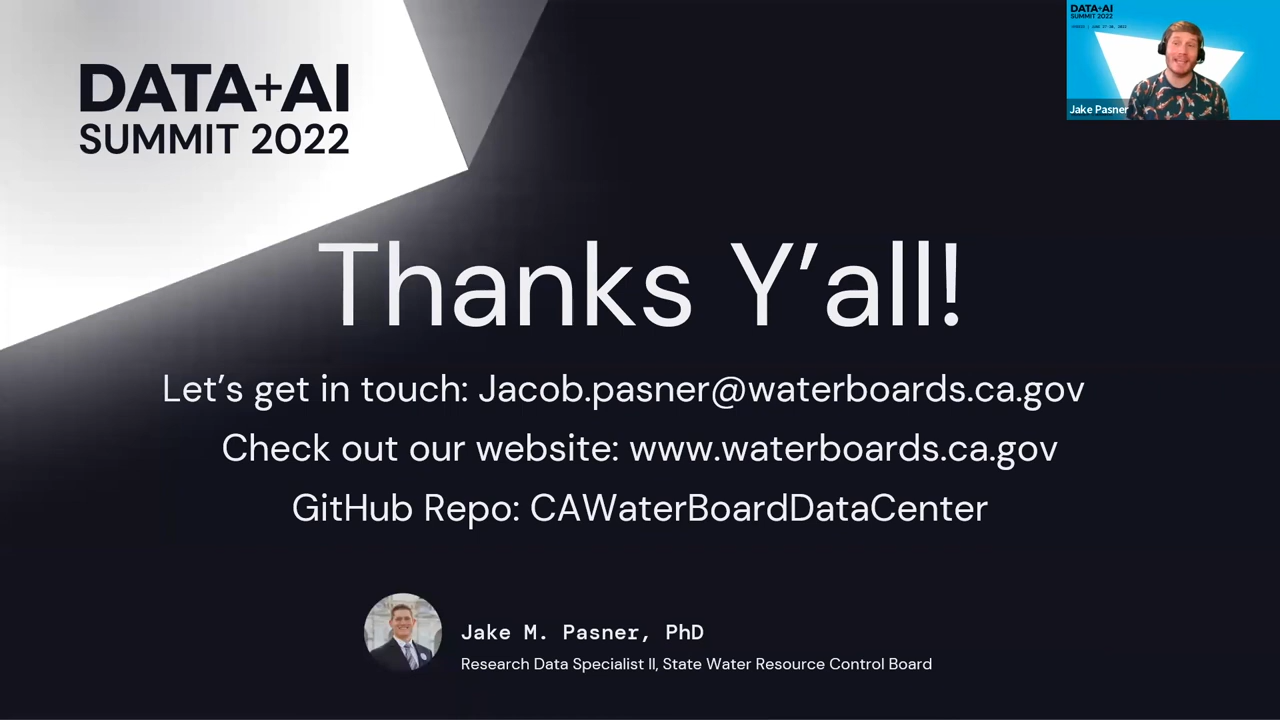 DATA+AI
SUMMIT 2022
DATA+AI
SUMMIT 2022
Jake Pasner
Thanks Y’all!
Let’s get in touch: Jacob.pasner@waterboards.ca.gov
Check out our website: www.waterboards.ca.gov
GitHub Repo: CAWaterBoardDataCenter
Jake M. Pasner, PhD
Research Data Specialist II, State Water Resource Control Board